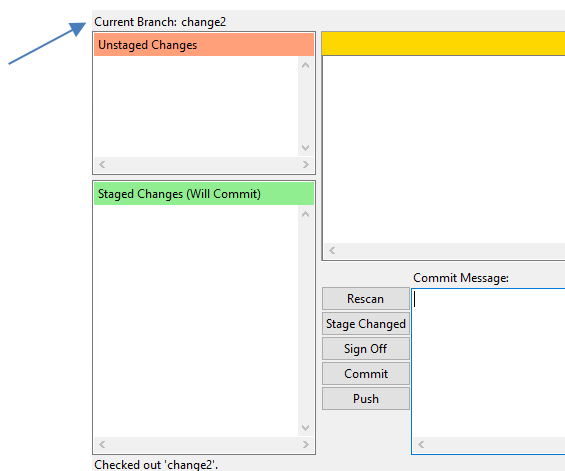 Current Branch: change2
Unstaged Changes
Staged Changes (Will Commit)
Commit Message:
Rescan
Stage Changed
Sign Off
Commit
Push
Checked out 'change2'.